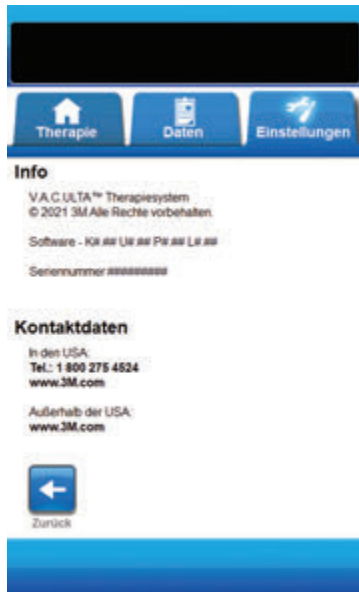 Therapie
Daten
Einstellungen
Info
V.A.C.ULTA™ Therapiesystem
© 2021 3M Alle Rechte vorbehalten.
Software - K#.## U#.## P#.## L#.##
Seriennummer #########
Kontaktdaten
In den USA:
Tel.: 1 800 275 4524
www.3M.com
Außerhalb der USA:
www.3M.com
Zurück